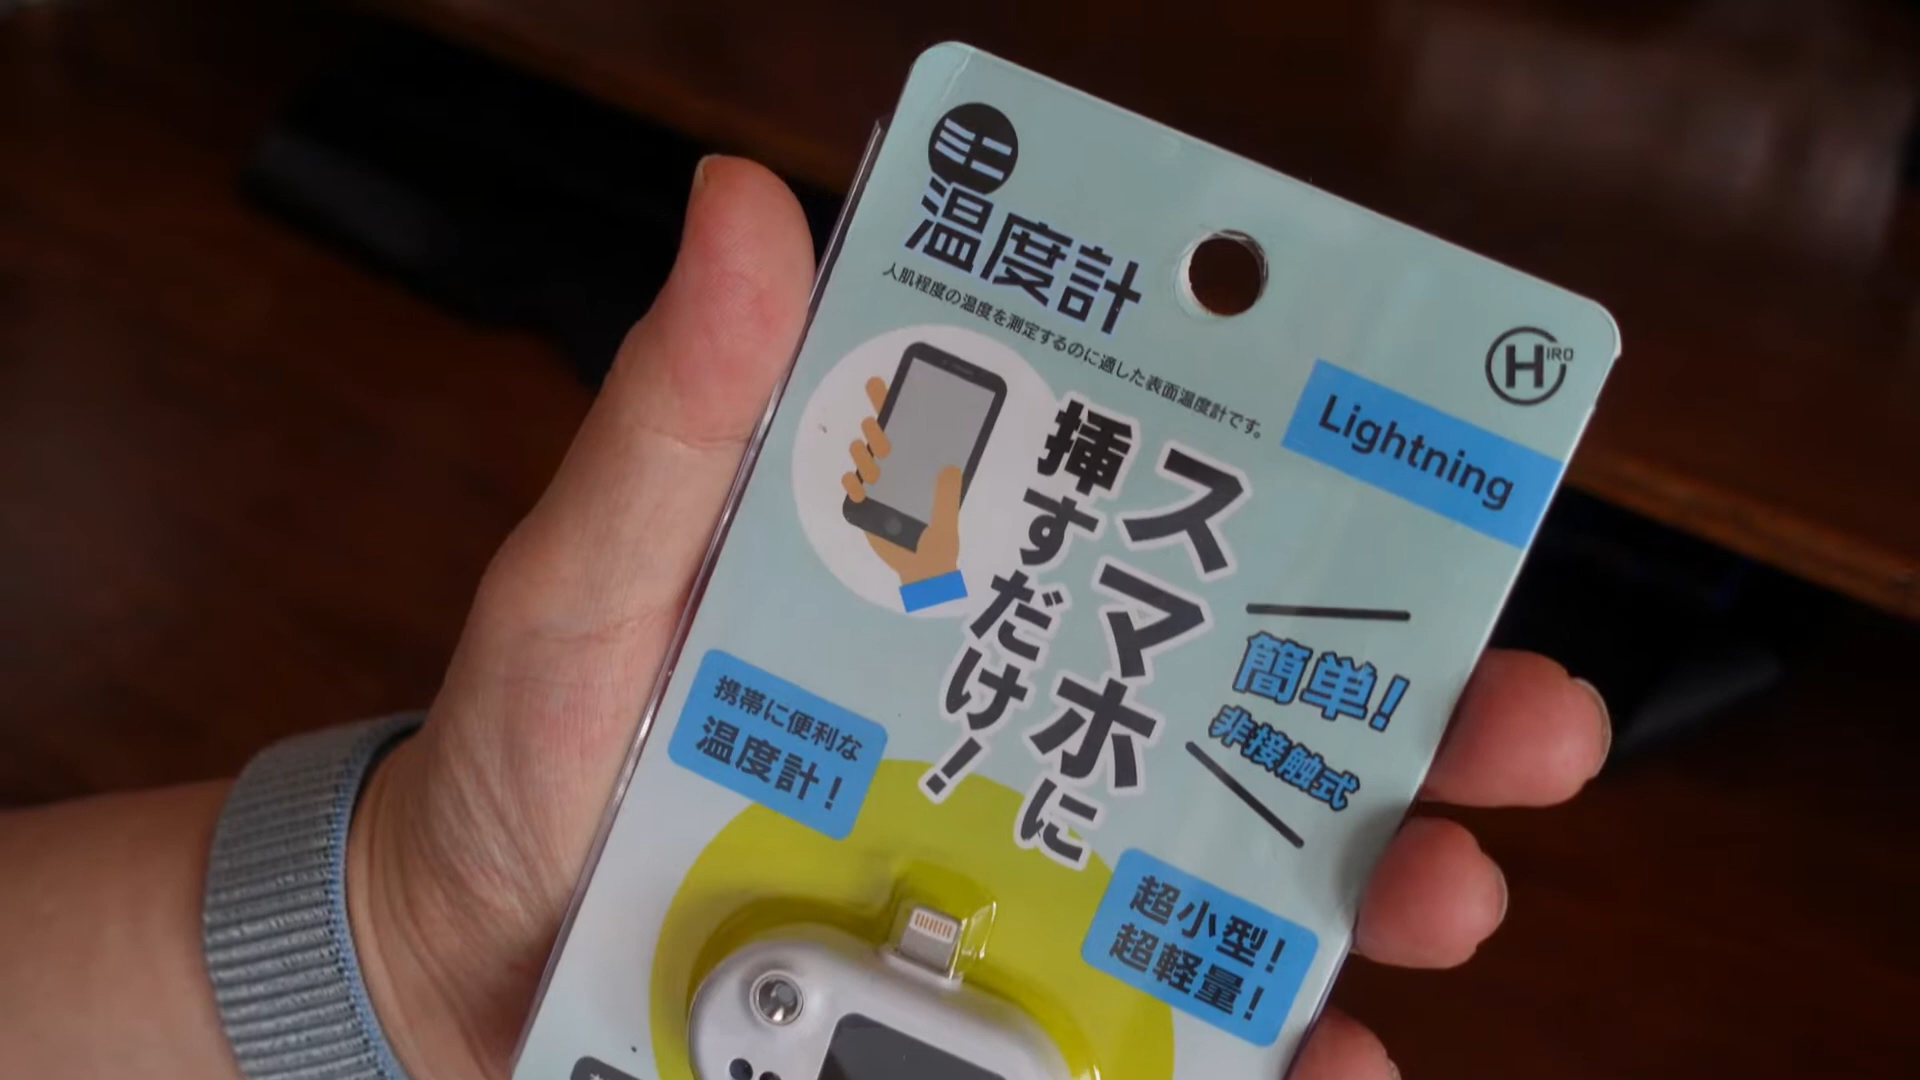 ミニ
温度計
人肌程度の温度を測定するのに適した表面温度計です。
HIRO
Lightning
スマホに
挿すだけ!
簡単!
非接触式
携帯に便利な
温度計!
超小型!
超軽量!